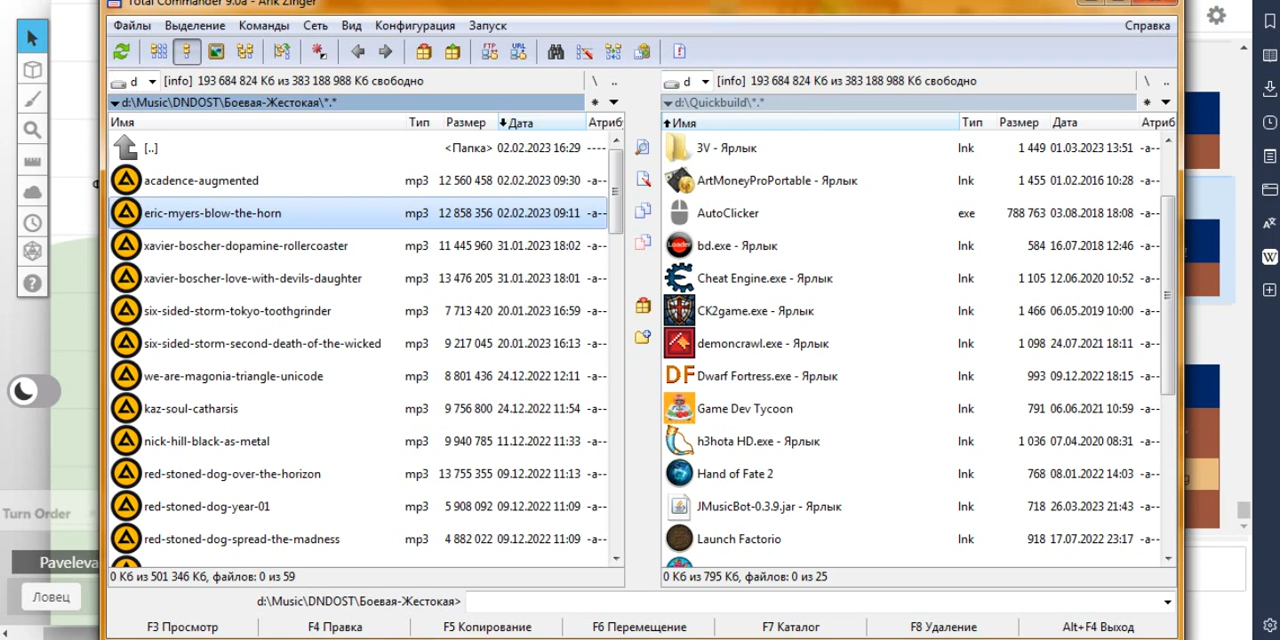 Total Commander 9.0a - Arik Zinger
Файлы Выделение Команды Сеть Вид Конфигурация Запуск Справка
FTP URL
d [info] 193 684 824 Кб из 383 188 988 Кб свободно \ ..
d [info] 193 684 824 Кб из 383 188 988 Кб свободно \ ..
d:\Music\DNDOST\Боевая-Жестокая\*.* *
d:\Quickbuild\*.* *
Имя Тип Размер Дата Атриб
Имя Тип Размер Дата Атриб
[..] <Папка> 02.02.2023 16:29 ----
acadence-augmented mp3 12 560 458 02.02.2023 09:30 -a--
eric-myers-blow-the-horn mp3 12 858 356 02.02.2023 09:11 -a--
xavier-boscher-dopamine-rollercoaster mp3 11 445 960 31.01.2023 18:02 -a--
xavier-boscher-love-with-devils-daughter mp3 13 476 205 31.01.2023 18:01 -a--
six-sided-storm-tokyo-toothgrinder mp3 7 713 420 20.01.2023 16:59 -a--
six-sided-storm-second-death-of-the-wicked mp3 9 217 045 20.01.2023 16:13 -a--
we-are-magonia-triangle-unicode mp3 8 801 436 24.12.2022 12:11 -a--
kaz-soul-catharsis mp3 9 756 800 24.12.2022 11:54 -a--
nick-hill-black-as-metal mp3 9 940 785 11.12.2022 11:33 -a--
red-stoned-dog-over-the-horizon mp3 13 755 355 09.12.2022 11:13 -a--
red-stoned-dog-year-01 mp3 5 908 092 09.12.2022 11:09 -a--
red-stoned-dog-spread-the-madness mp3 4 882 022 09.12.2022 11:09 -a--
3V - Ярлык lnk 1 449 01.03.2023 13:51 -a--
ArtMoneyProPortable - Ярлык lnk 1 455 01.02.2016 10:28 -a--
AutoClicker exe 788 763 03.08.2018 18:08 -a--
Loader
bd.exe - Ярлык lnk 584 16.07.2018 12:46 -a--
Cheat Engine.exe - Ярлык lnk 1 105 12.06.2020 10:52 -a--
CK2game.exe - Ярлык lnk 1 466 06.05.2019 10:00 -a--
demoncrawl.exe - Ярлык lnk 1 098 24.07.2021 18:11 -a--
DF Dwarf Fortress.exe - Ярлык lnk 993 09.12.2022 18:15 -a--
Game Dev Tycoon lnk 791 06.06.2021 10:59 -a--
h3hota HD.exe - Ярлык lnk 1 036 07.04.2020 08:31 -a--
Hand of Fate 2 lnk 768 08.01.2022 14:03 -a--
JMusicBot-0.3.9.jar - Ярлык lnk 718 26.03.2023 21:43 -a--
Launch Factorio lnk 918 17.07.2022 23:17 -a--
0 Кб из 501 346 Кб, файлов: 0 из 59
0 Кб из 795 Кб, файлов: 0 из 25
d:\Music\DNDOST\Боевая-Жестокая>
F3 Просмотр F4 Правка F5 Копирование F6 Перемещение F7 Каталог F8 Удаление Alt+F4 Выход
Turn Order
Paveleva
Ловец
W